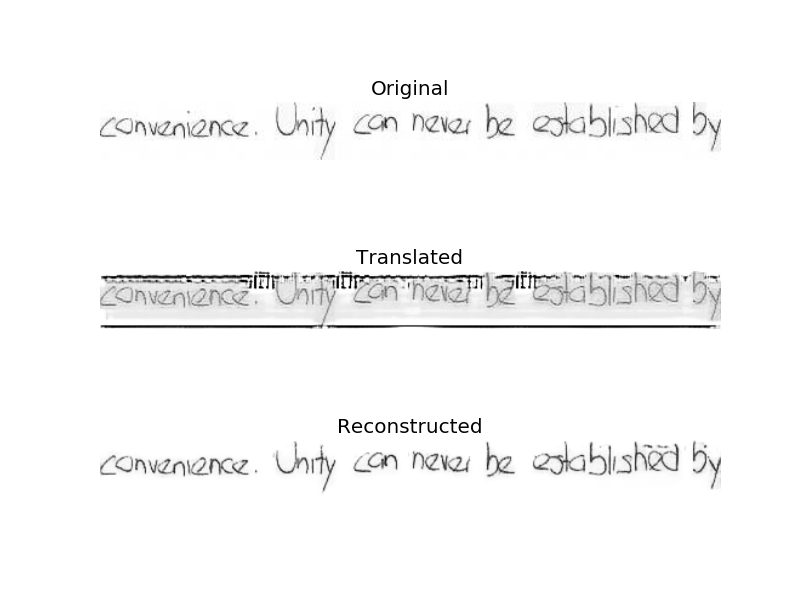 Original
convenience. Unity can never be established by
Translated
convenience. Unity can never be established by
Reconstructed
convenience. Unity can never be established by